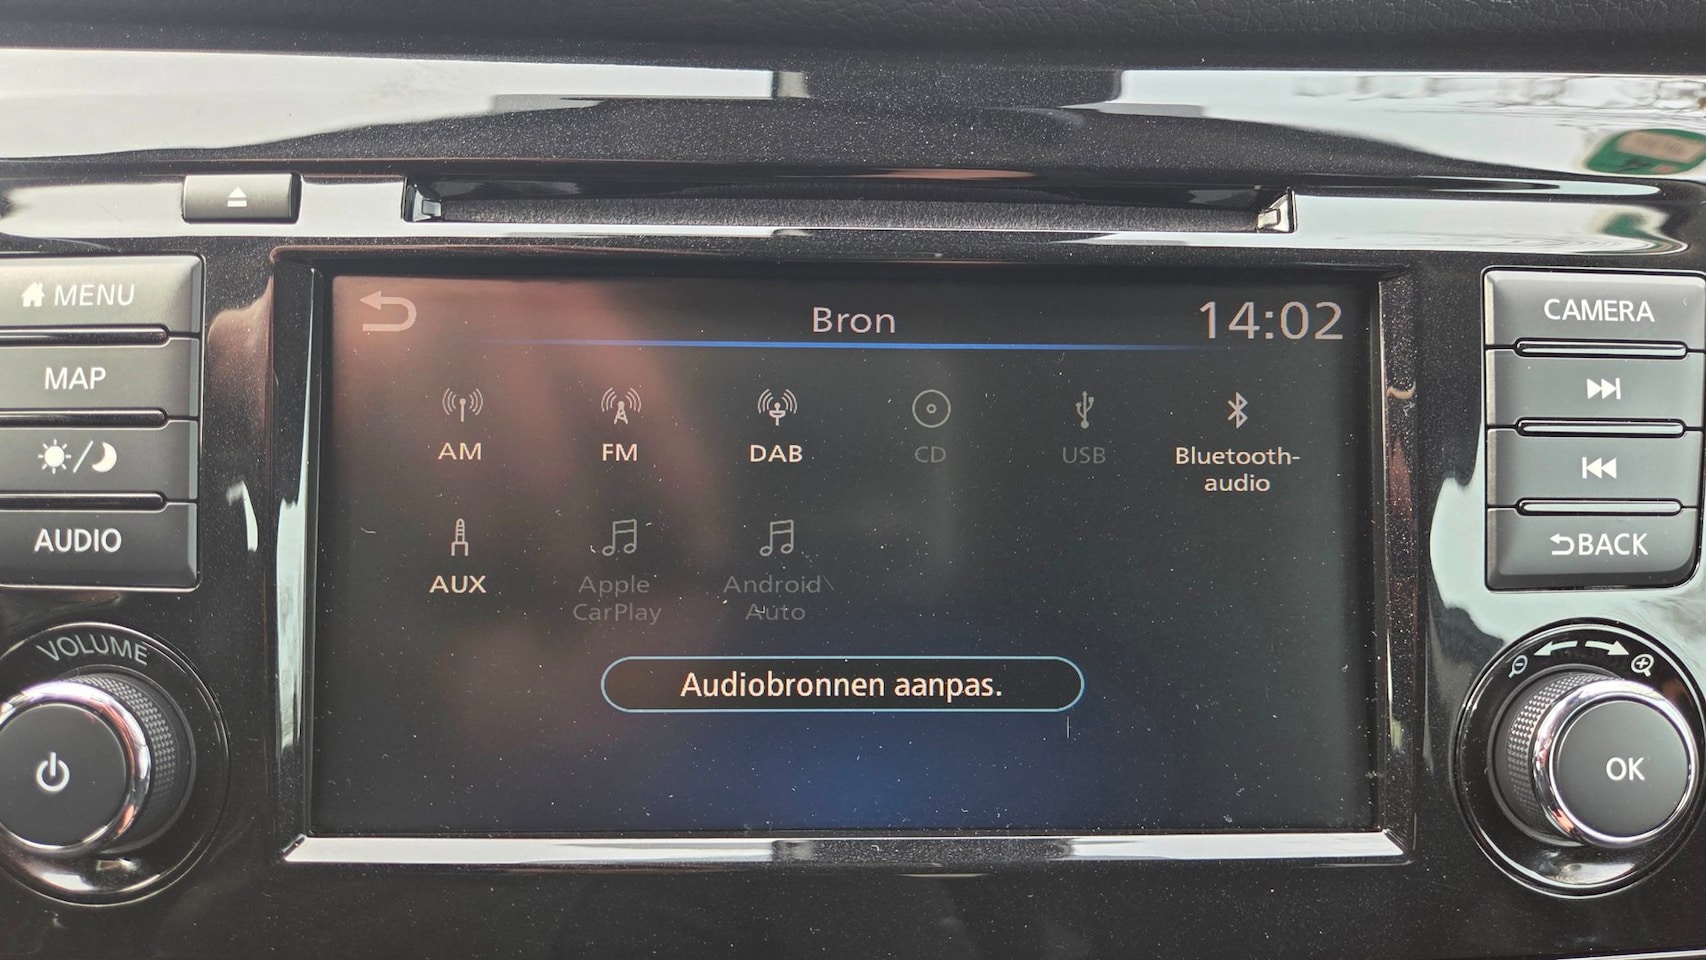 MENU
MAP
AUDIO
VOLUME
Bron
14:02
AM
FM
DAB
CD
USB
Bluetooth-
audio
AUX
Apple
CarPlay
Android
Auto
Audiobronnen aanpas.
CAMERA
BACK
OK